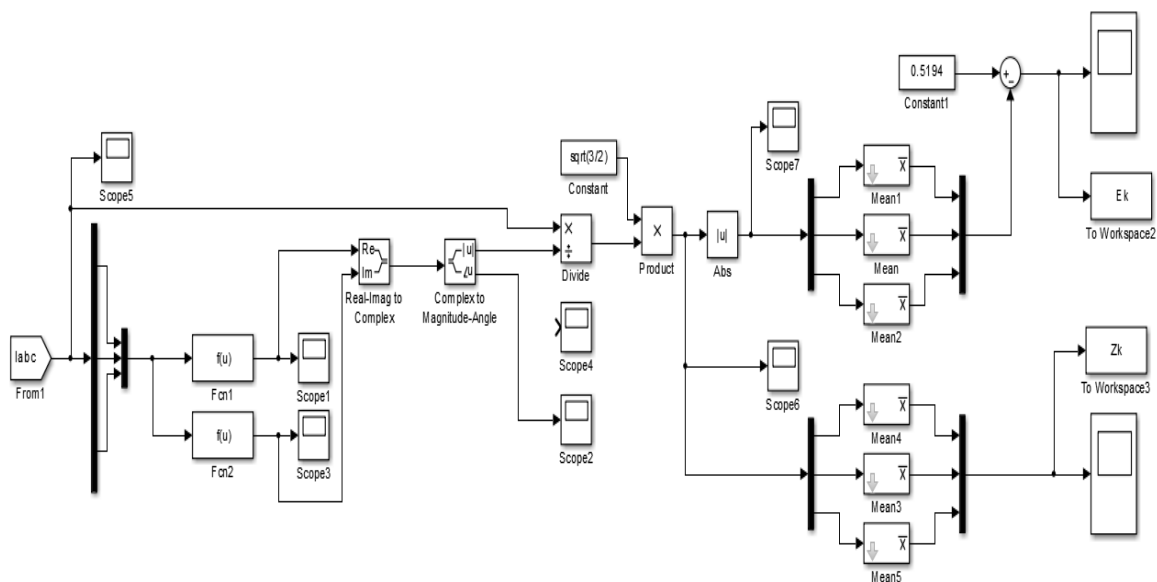 0.5194
Constant1
+
-
Scope5
sqrt(3/2)
Constant
Scope7
X
Mean1
X
Mean
X
Mean2
Ek
To Workspace2
×
÷
Divide
×
Product
|u|
Abs
Re
Im
Real-Imag to
Complex
|u|
∠u
Complex to
Magnitude-Angle
Iabc
From1
f(u)
Fcn1
Scope1
f(u)
Fcn2
Scope3
Scope4
Scope2
Scope6
Zk
To Workspace3
X
Mean4
X
Mean3
X
Mean5